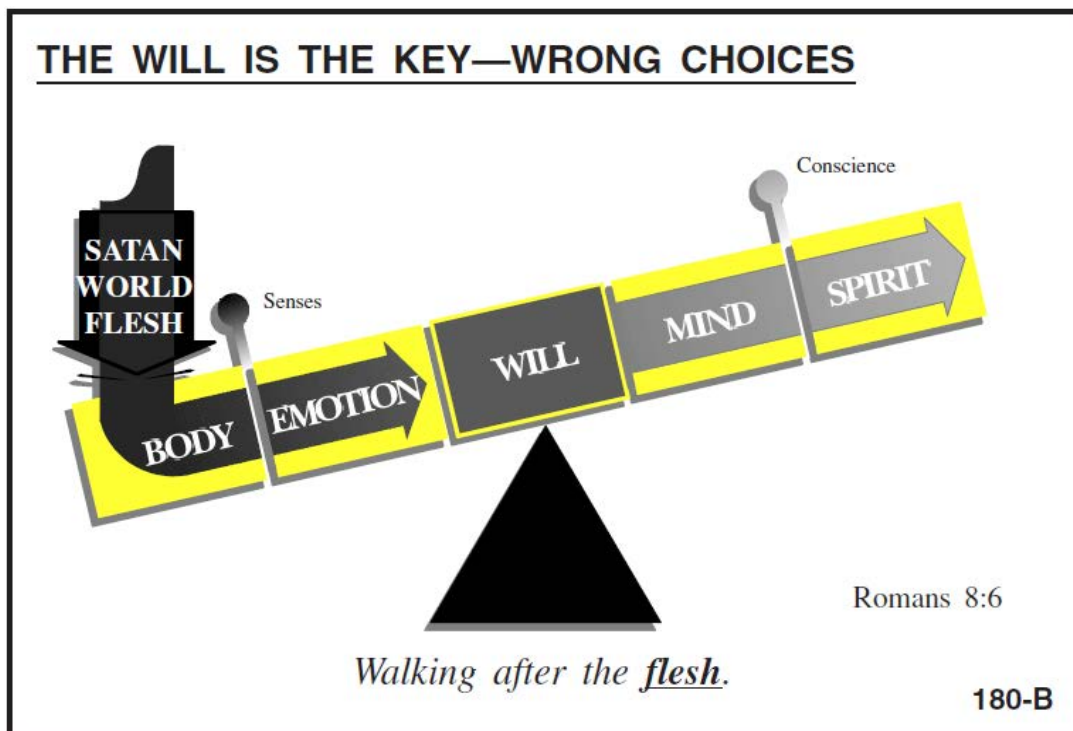 THE WILL IS THE KEY—WRONG CHOICES
Conscience
SATAN
WORLD
FLESH
Senses
BODY
EMOTION
WILL
MIND
SPIRIT
Romans 8:6
Walking after the flesh.
180-B